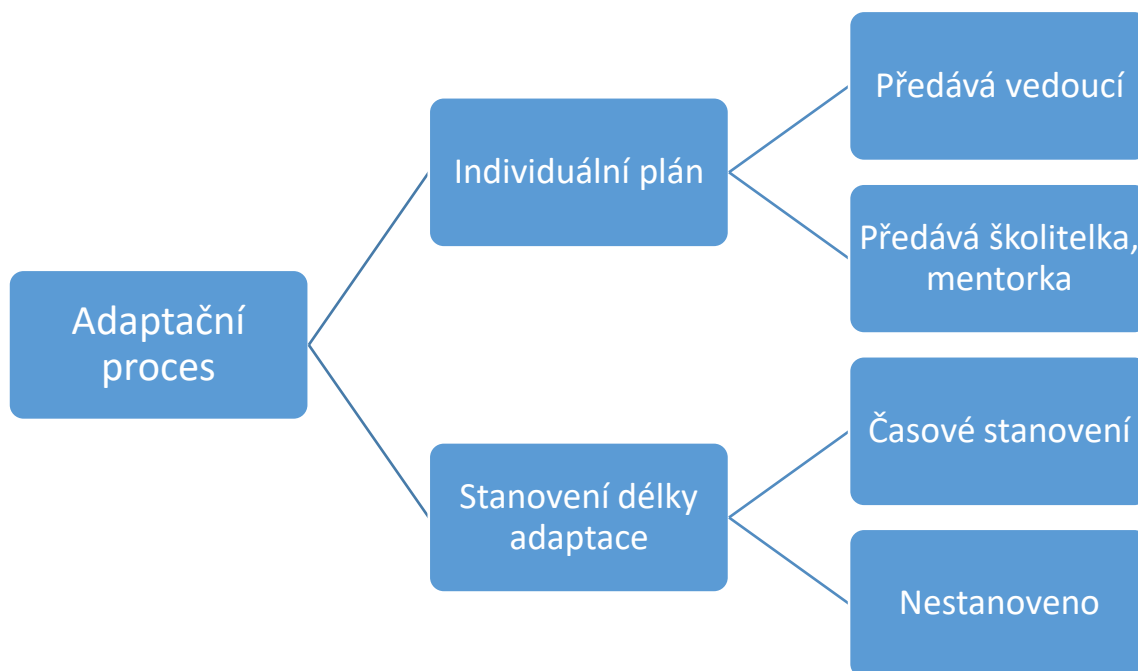 Adaptační
proces
Individuální plán
Předává vedoucí
Předává školitelka,
mentorka
Stanovení délky
adaptace
Časové stanovení
Nestanoveno